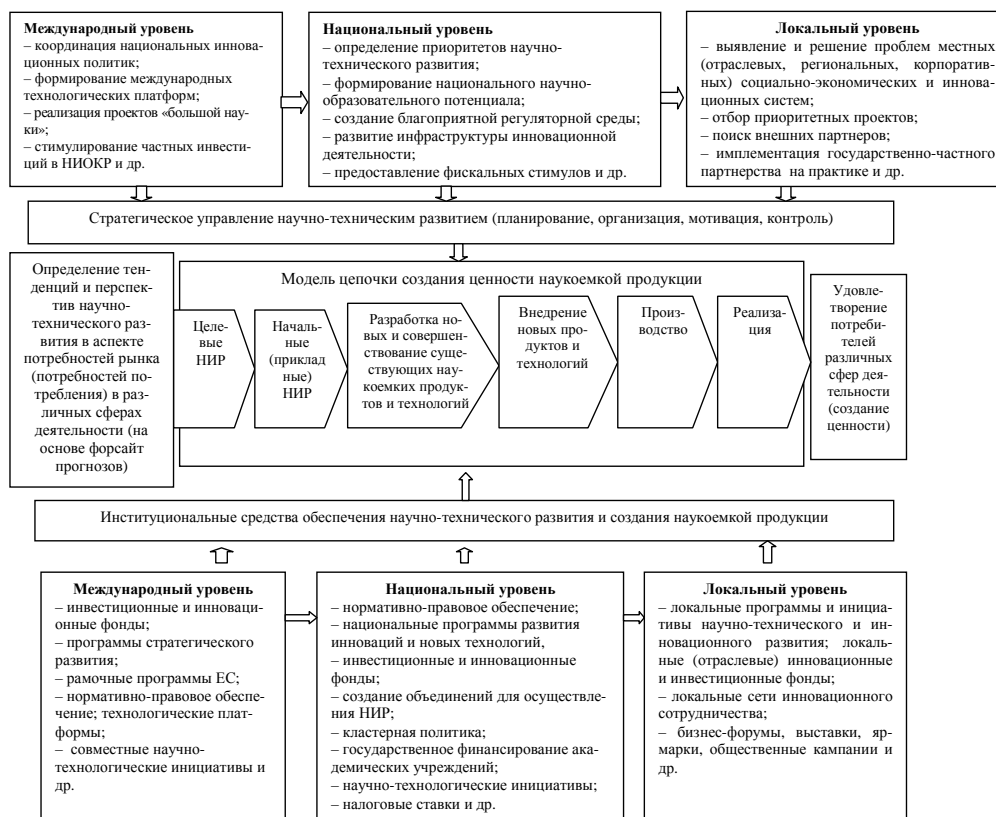 Международный уровень
– координация национальных иннова-
ционных политик;
– формирование международных
технологических платформ;
– реализация проектов «большой нау-
ки»;
– стимулирование частных инвести-
ций в НИОКР и др.
Национальный уровень
– определение приоритетов научно-
технического развития;
– формирование национального научно-
образовательного потенциала;
– создание благоприятной регуляторной среды;
– развитие инфраструктуры инновационной
деятельности;
– предоставление фискальных стимулов и др.
Локальный уровень
– выявление и решение проблем местных
(отраслевых, региональных, корпоратив-
ных) социально-экономических и иннова-
ционных систем;
– отбор приоритетных проектов;
– поиск внешних партнеров;
– имплементация государственно-частного
партнерства на практике и др.
Стратегическое управление научно-техническим развитием (планирование, организация, мотивация, контроль)
Определение тен-
денций и перспек-
тив научно-
технического раз-
вития в аспекте
потребностей рынка
(потребностей по-
требления) в раз-
личных сферах
деятельности (на
основе форсайт
прогнозов)
Модель цепочки создания ценности наукоемкой продукции
Целе-
вые
НИР
Началь-
ные
(приклад
ные)
НИР
Разработка но-
вых и совершен-
ствование суще-
ствующих нау-
коемких продук-
тов и технологий
Внедрение
новых про
дуктов и
технологий
Произ-
водство
Реали-
зация
Удовле-
творение
потреби-
телей
различных
сфер дея-
тельности
(создание
ценности)
Институциональные средства обеспечения научно-технического развития и создания наукоемкой продукции
Международный уровень
– инвестиционные и инноваци-
онные фонды;
– программы стратегического
развития;
– рамочные программы ЕС;
– нормативно-правовое обеспе-
чение; технологические плат-
формы;
– совместные научно-
технологические инициативы и
др.
Национальный уровень
– нормативно-правовое обеспечение;
– национальные программы развития
инноваций и новых технологий,
– инвестиционные и инновационные
фонды;
– создание объединений для осуществле-
ния НИР;
– кластерная политика;
– государственное финансирование ака-
демических учреждений;
– научно-технологические инициативы;
– налоговые ставки и др.
Локальный уровень
– локальные программы и инициа-
тивы научно-технического и ин-
новационного развития; локаль-
ные (отраслевые) инновационные
и инвестиционные фонды;
– локальные сети инновационного
сотрудничества;
– бизнес-форумы, выставки, яр-
марки, общественные кампании и
др.